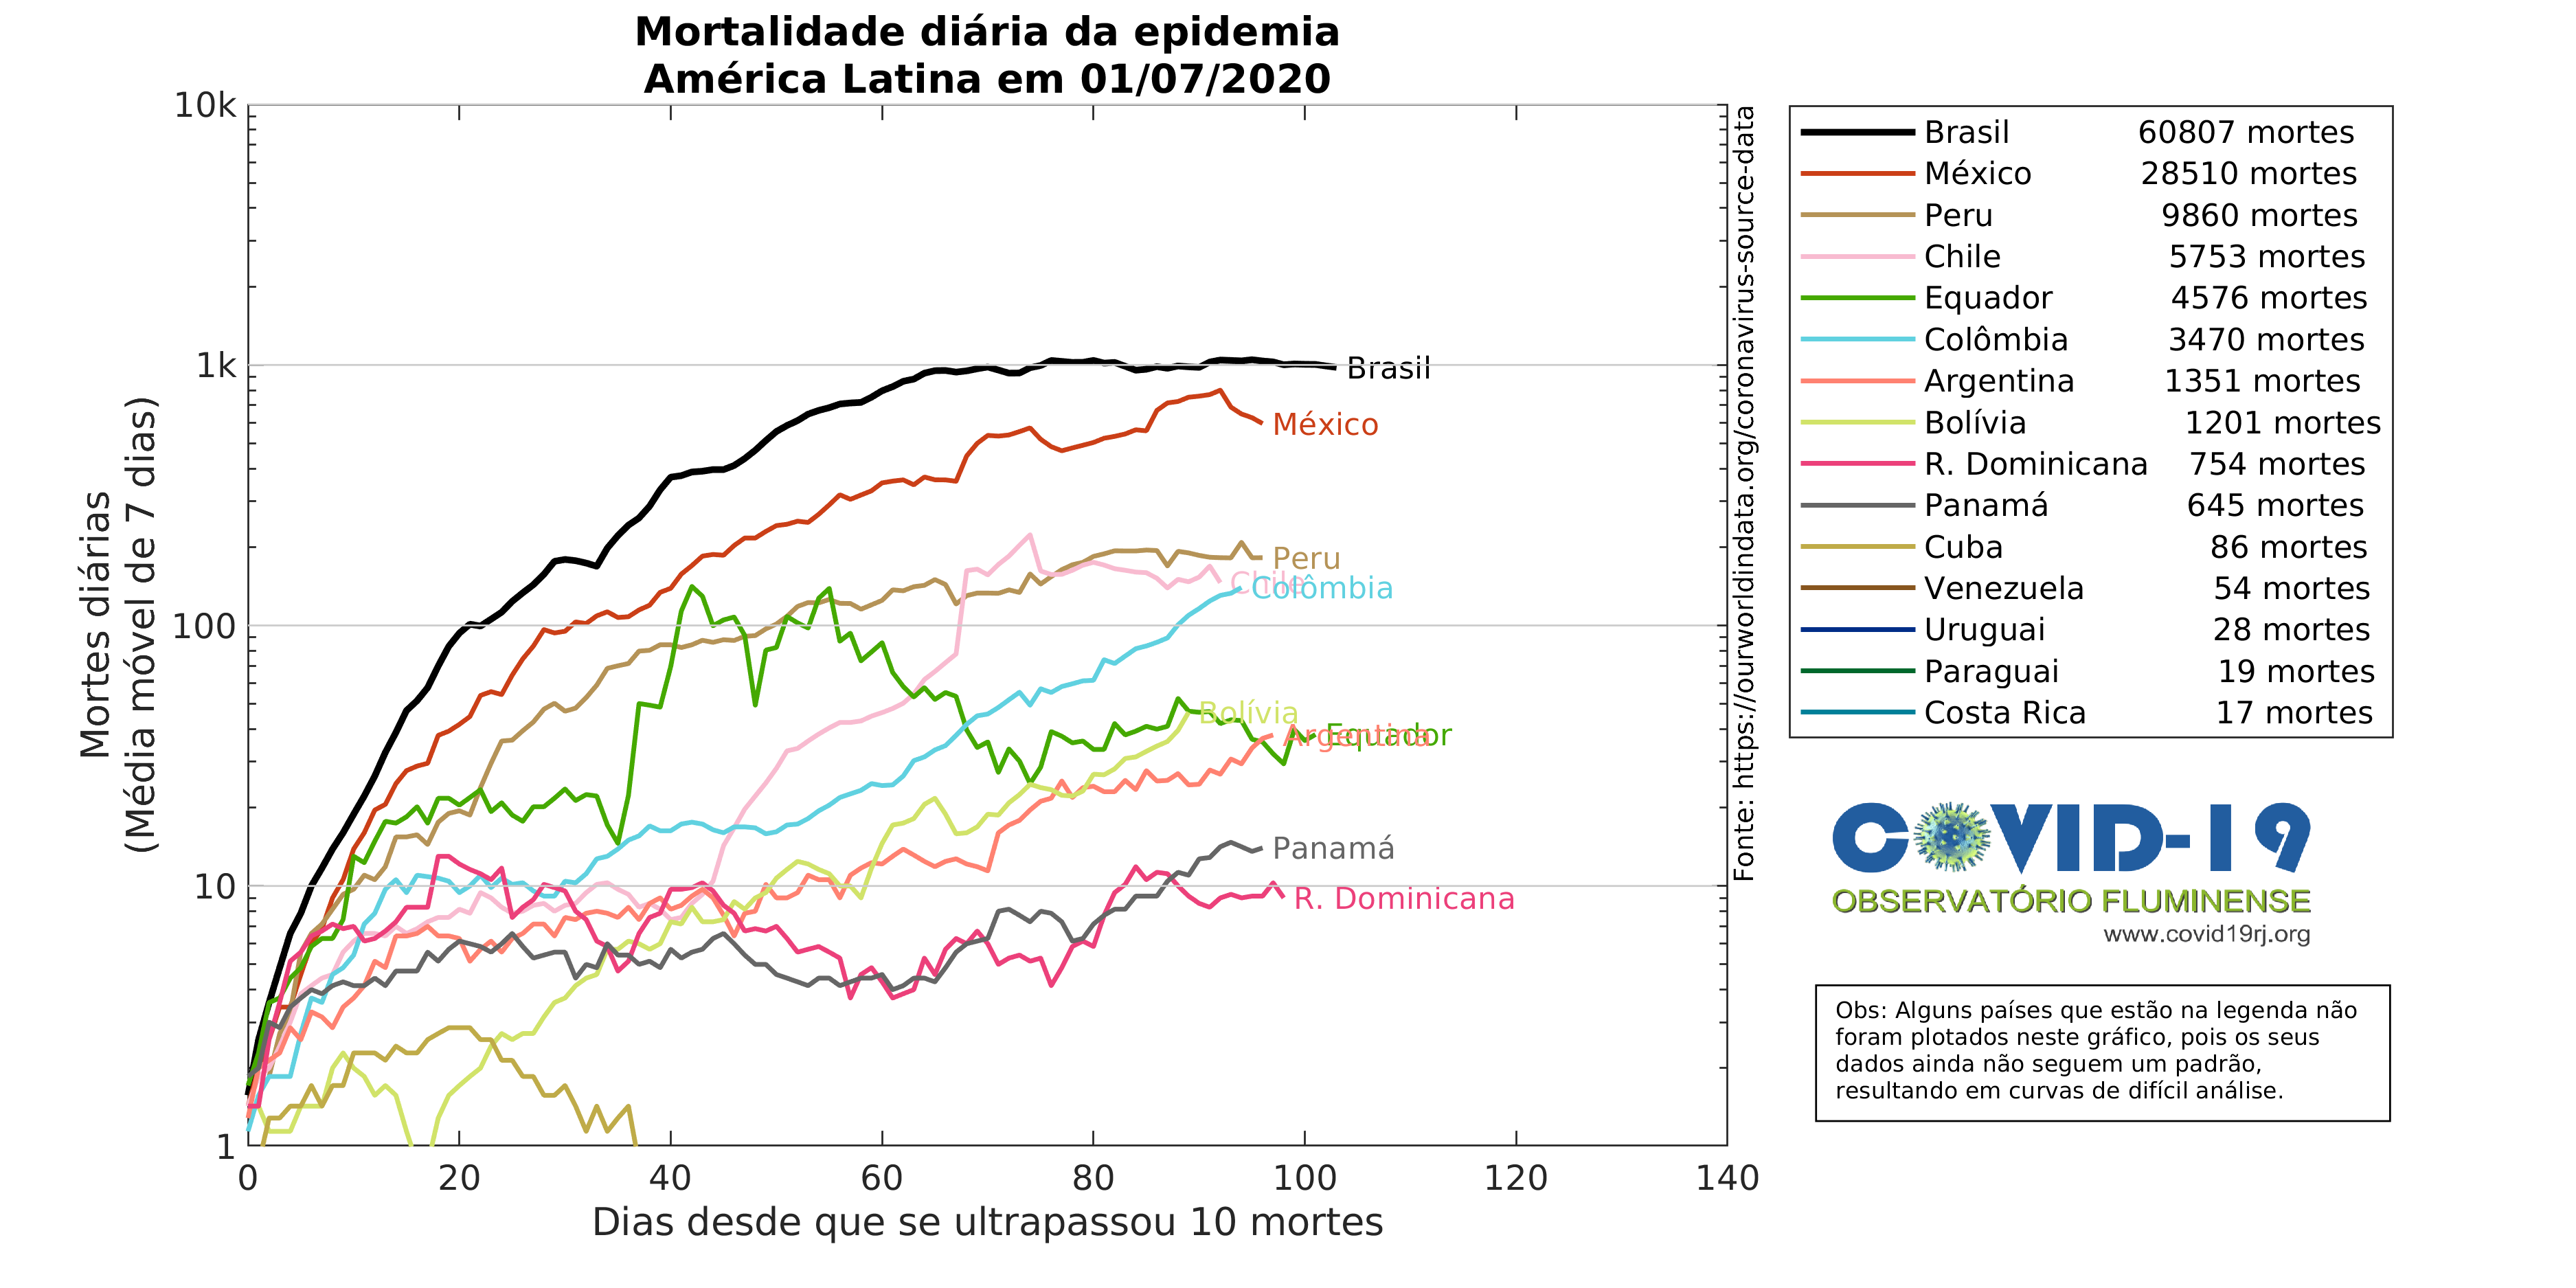 Mortalidade diária da epidemia
América Latina em 01/07/2020
Mortes diárias
(Média móvel de 7 dias)
10k
1k
100
10
1
0 20 40 60 80 100 120 140
Dias desde que se ultrapassou 10 mortes
Brasil
México
Peru
Chile
Colômbia
Bolívia
Argentina
Equador
Panamá
R. Dominicana
Fonte: https://ourworldindata.org/coronavirus-source-data
Brasil 60807 mortes
México 28510 mortes
Peru 9860 mortes
Chile 5753 mortes
Equador 4576 mortes
Colômbia 3470 mortes
Argentina 1351 mortes
Bolívia 1201 mortes
R. Dominicana 754 mortes
Panamá 645 mortes
Cuba 86 mortes
Venezuela 54 mortes
Uruguai 28 mortes
Paraguai 19 mortes
Costa Rica 17 mortes
COVID-19
OBSERVATÓRIO FLUMINENSE
www.covid19rj.org
Obs: Alguns países que estão na legenda não
foram plotados neste gráfico, pois os seus
dados ainda não seguem um padrão,
resultando em curvas de difícil análise.